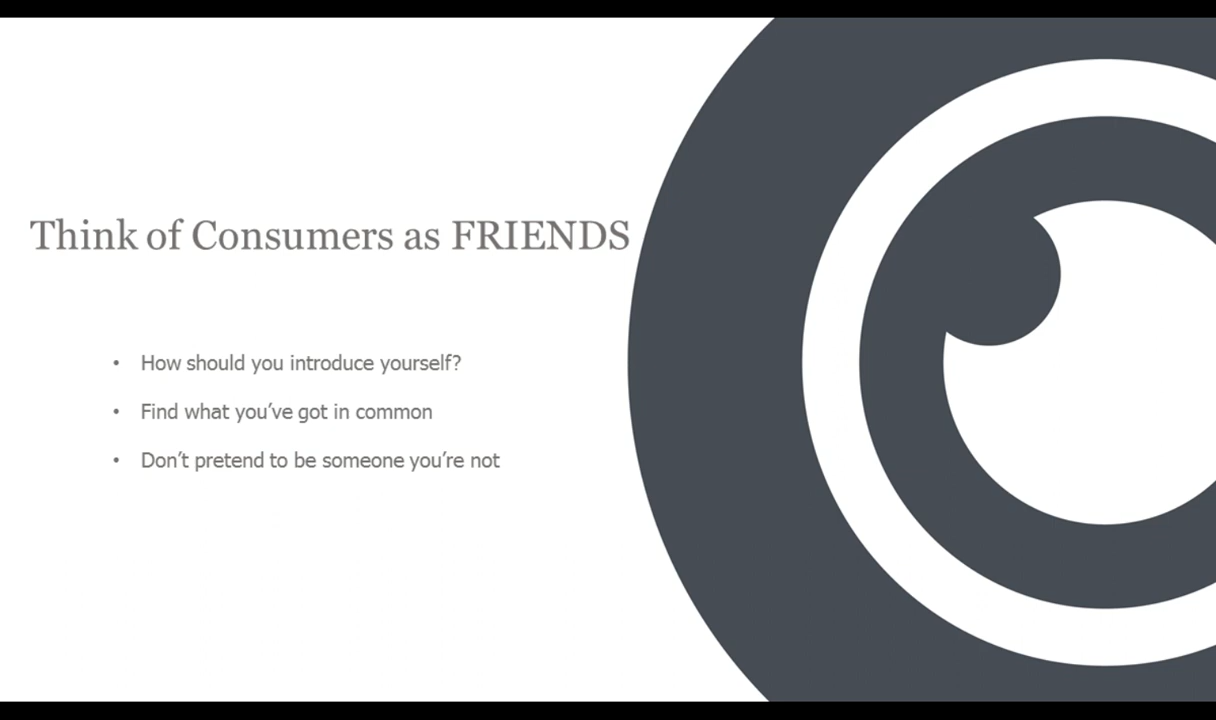 Think of Consumers as FRIENDS
• How should you introduce yourself?
• Find what you’ve got in common
• Don’t pretend to be someone you’re not